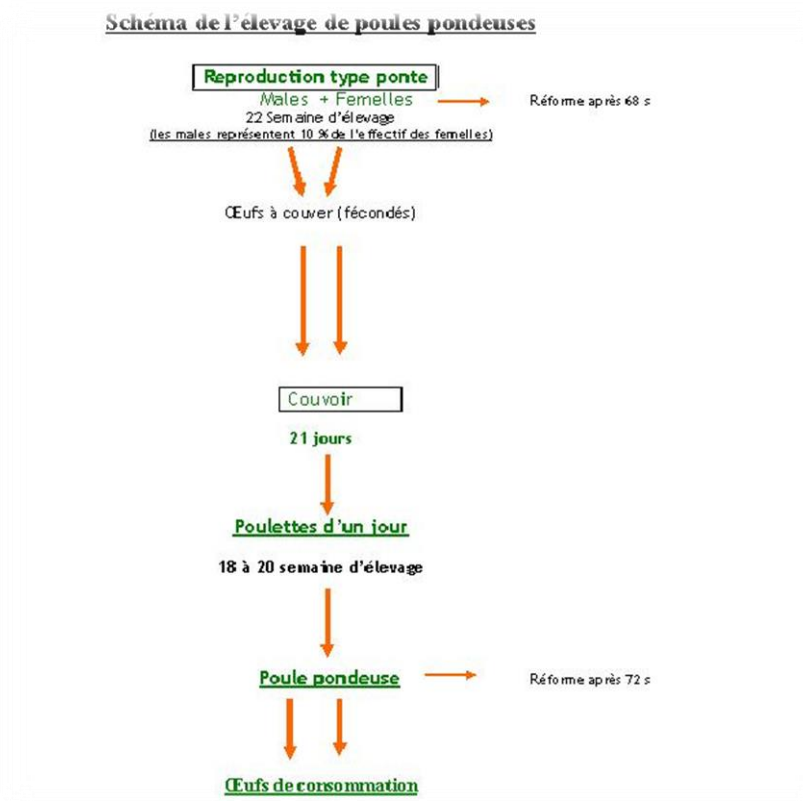 Schéma de l'élevage de poules pondeuses
Reproduction type ponte
Males + Femelles
Réforme après 68 s
22 Semaine d'élevage
(les males représentent 10 % de l'effectif des femelles)
Œufs à couver (fécondés)
Couvoir
21 jours
Poulettes d'un jour
18 à 20 semaine d'élevage
Poule pondeuse
Réforme après 72 s
Œufs de consommation